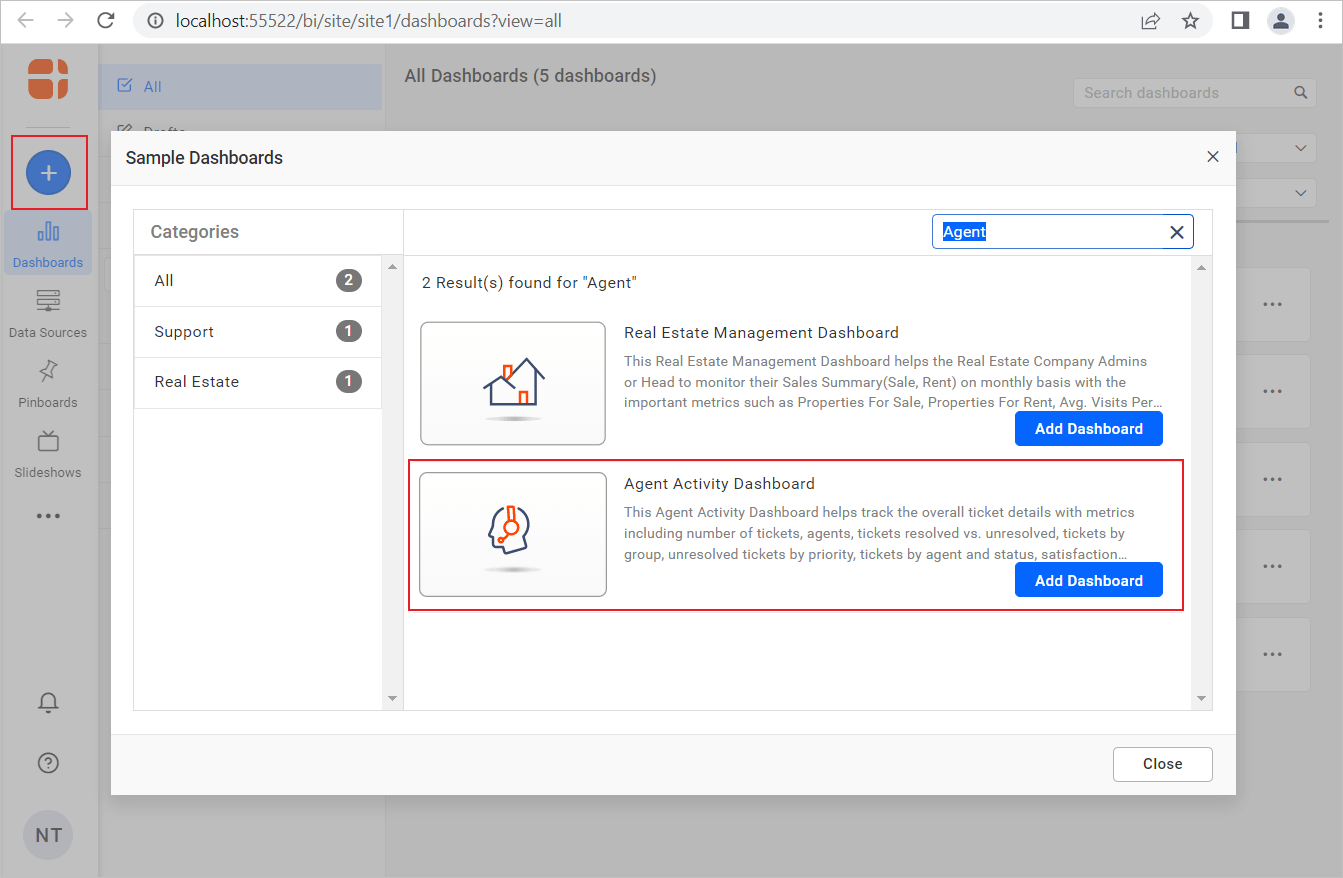 localhost:55522/bi/site/site1/dashboards?view=all
All
All Dashboards (5 dashboards)
Search dashboards
Drafts
Sample Dashboards
Dashboards
Data Sources
Pinboards
Slideshows
NT
Categories
Agent
All 2
Support 1
Real Estate 1
2 Result(s) found for "Agent"
Real Estate Management Dashboard
This Real Estate Management Dashboard helps the Real Estate Company Admins
or Head to monitor their Sales Summary(Sale, Rent) on monthly basis with the
important metrics such as Properties For Sale, Properties For Rent, Avg. Visits Per...
Add Dashboard
Agent Activity Dashboard
This Agent Activity Dashboard helps track the overall ticket details with metrics
including number of tickets, agents, tickets resolved vs. unresolved, tickets by
group, unresolved tickets by priority, tickets by agent and status, satisfaction...
Add Dashboard
Close